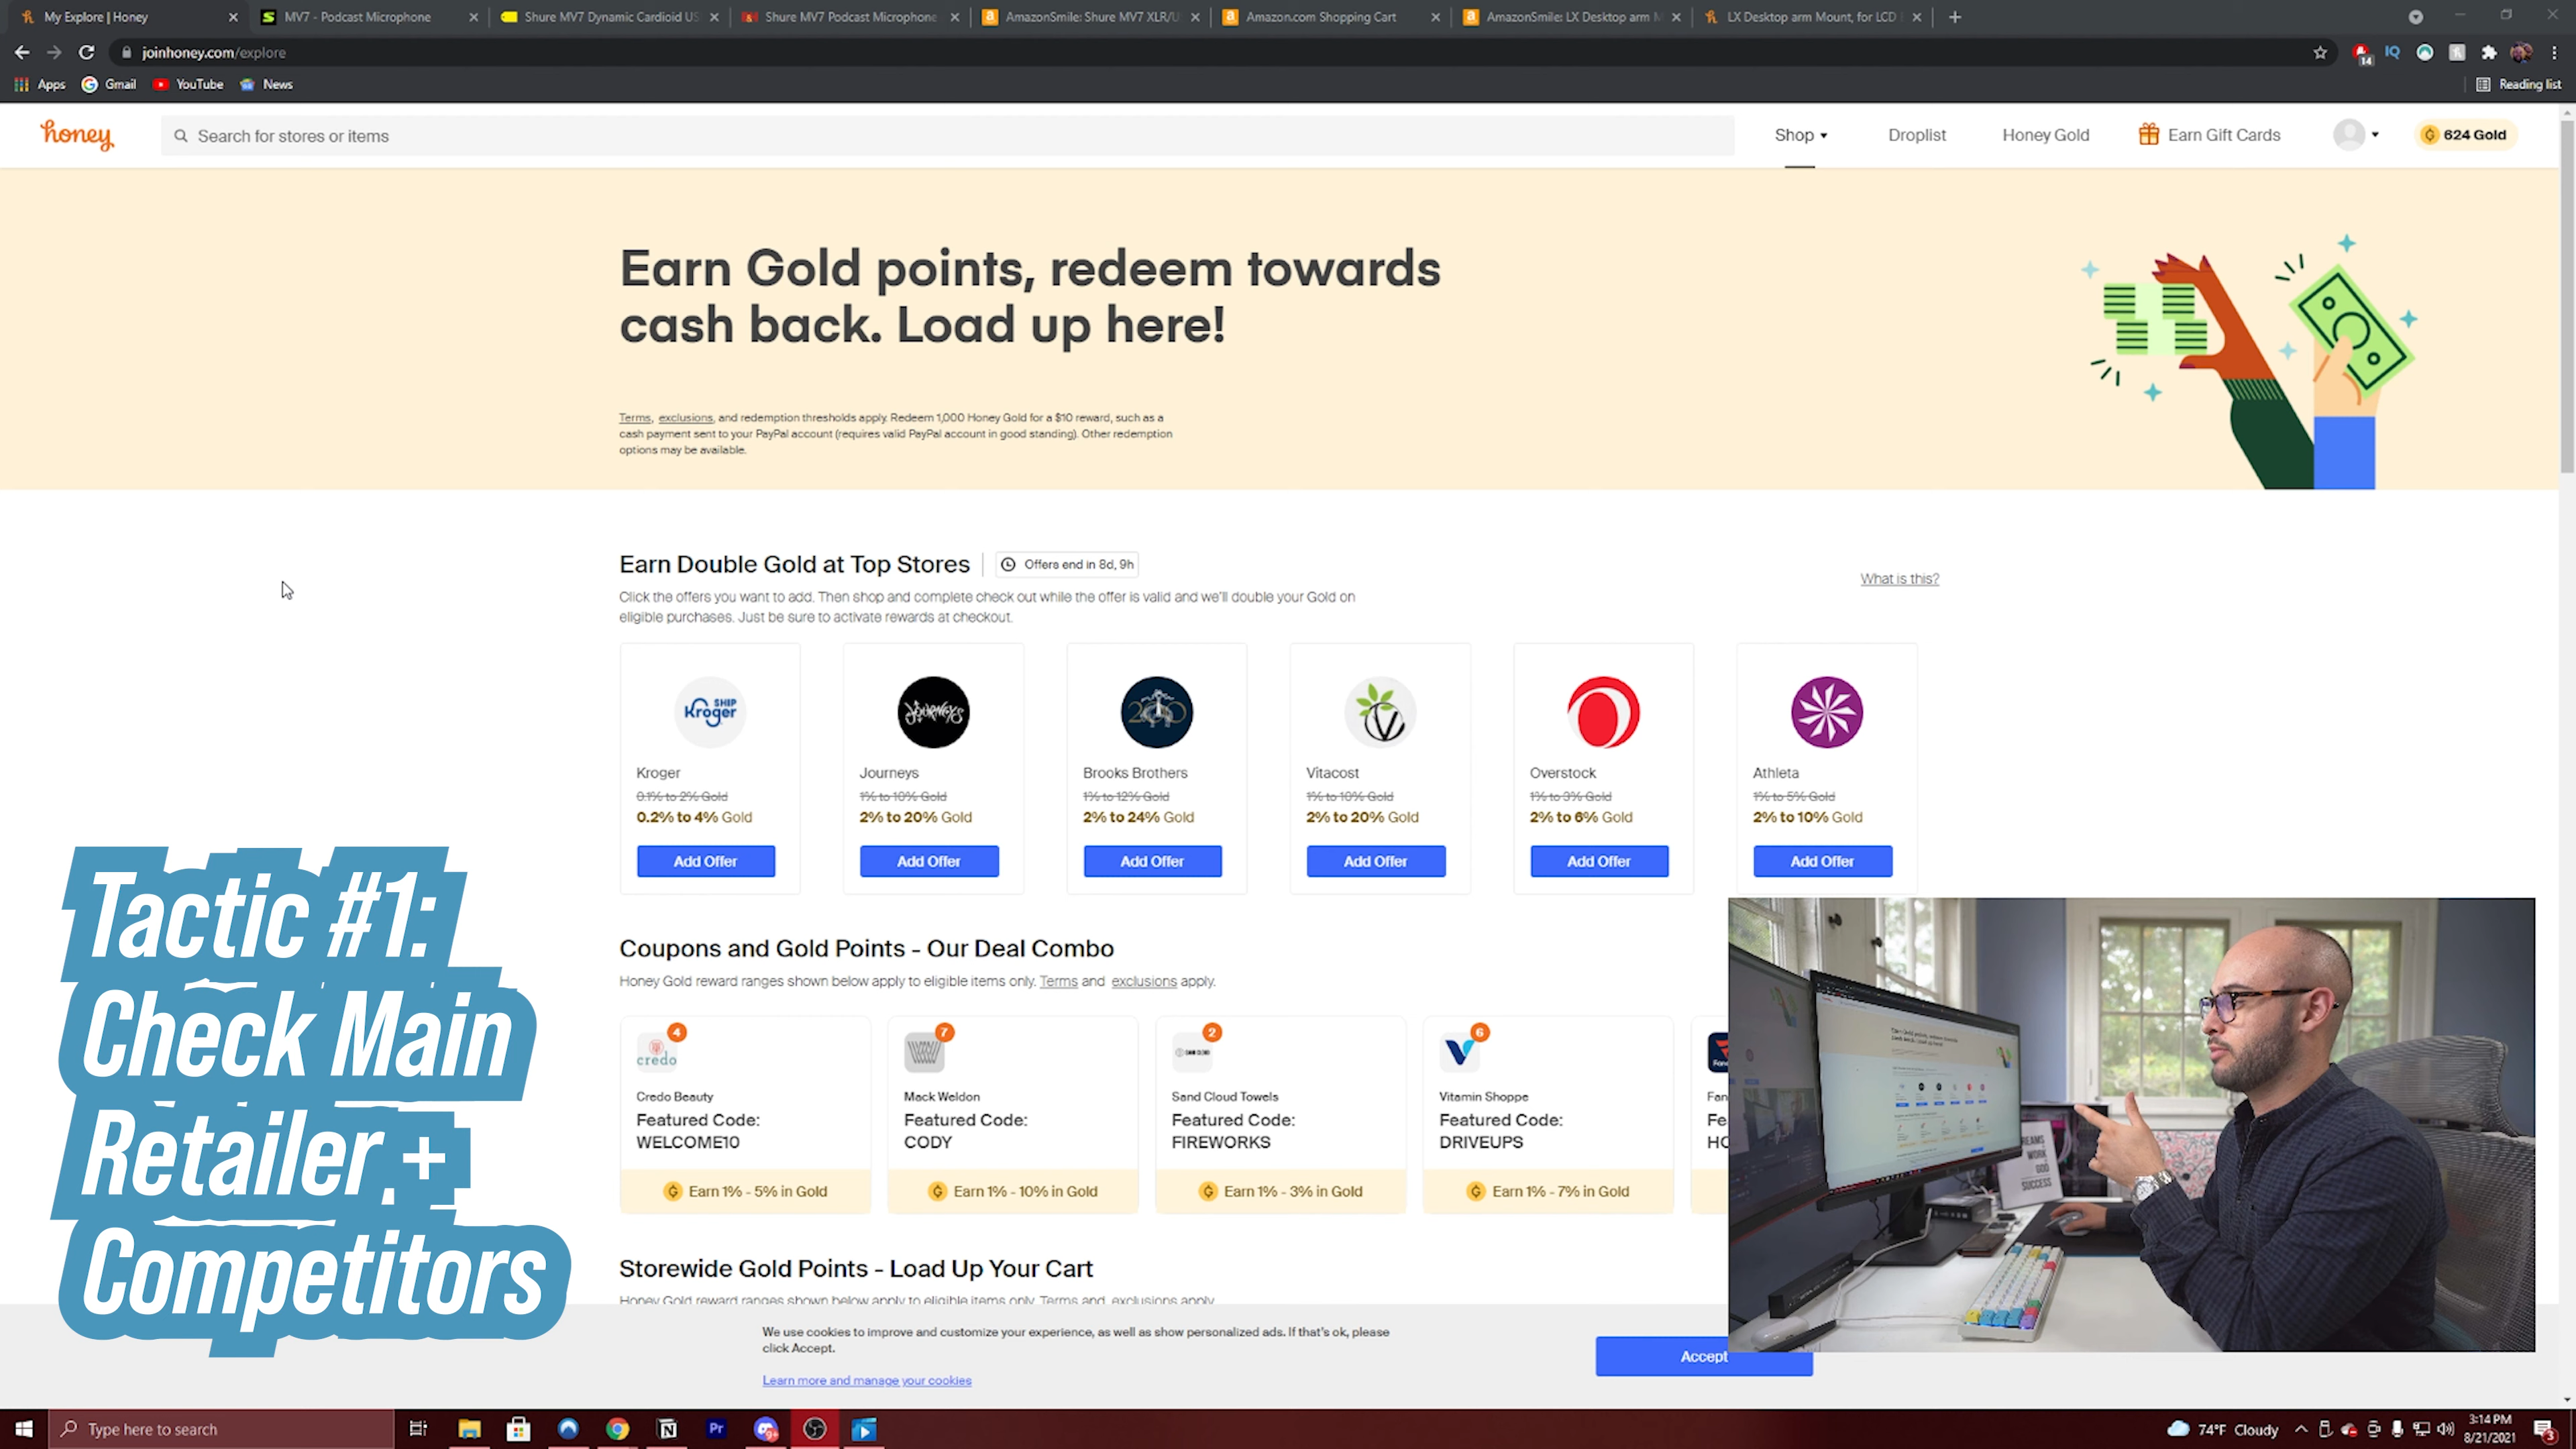 My Explore | Honey
MV7 - Podcast Microphone
Shure MV7 Dynamic Cardioid US
Shure MV7 Podcast Microphone
AmazonSmile: Shure MV7 XLR/U
Amazon.com Shopping Cart
AmazonSmile: LX Desktop arm M
LX Desktop arm Mount, for LCD
joinhoney.com/explore
14
IQ
Apps
Gmail
YouTube
News
Reading list
honey
Search for stores or items
Shop
Droplist
Honey Gold
Earn Gift Cards
624 Gold
Earn Gold points, redeem towards
cash back. Load up here!
Terms, exclusions, and redemption thresholds apply. Redeem 1,000 Honey Gold for a $10 reward, such as a
cash payment sent to your PayPal account (requires valid PayPal account in good standing). Other redemption
options may be available.
Earn Double Gold at Top Stores
Offers end in 8d, 9h
What is this?
Click the offers you want to add. Then shop and complete check out while the offer is valid and we'll double your Gold on
eligible purchases. Just be sure to activate rewards at checkout.
Kroger SHIP
JOURNEYS
200
V
Kroger
0.1% to 2% Gold
0.2% to 4% Gold
Add Offer
Journeys
1% to 10% Gold
2% to 20% Gold
Add Offer
Brooks Brothers
1% to 12% Gold
2% to 24% Gold
Add Offer
Vitacost
1% to 10% Gold
2% to 20% Gold
Add Offer
Overstock
1% to 3% Gold
2% to 6% Gold
Add Offer
Athleta
1% to 5% Gold
2% to 10% Gold
Add Offer
Coupons and Gold Points - Our Deal Combo
Honey Gold reward ranges shown below apply to eligible items only. Terms and exclusions apply.
4
credo
Credo Beauty
Featured Code:
WELCOME10
Earn 1% - 5% in Gold
7
W
Mack Weldon
Featured Code:
CODY
Earn 1% - 10% in Gold
2
Sand Cloud Towels
Featured Code:
FIREWORKS
Earn 1% - 3% in Gold
6
Vitamin Shoppe
Featured Code:
DRIVEUPS
Earn 1% - 7% in Gold
Fan
Fe
HO
Storewide Gold Points - Load Up Your Cart
Honey Gold reward ranges shown below apply to eligible items only. Terms and exclusions apply.
We use cookies to improve and customize your experience, as well as show personalized ads. If that's ok, please
click Accept.
Learn more and manage your cookies
Accept
Tactic #1:
Check Main
Retailer +
Competitors
WORK
GOD
SUCCESS
Type here to search
N
Pr
74°F Cloudy
3:14 PM
8/21/2021
3